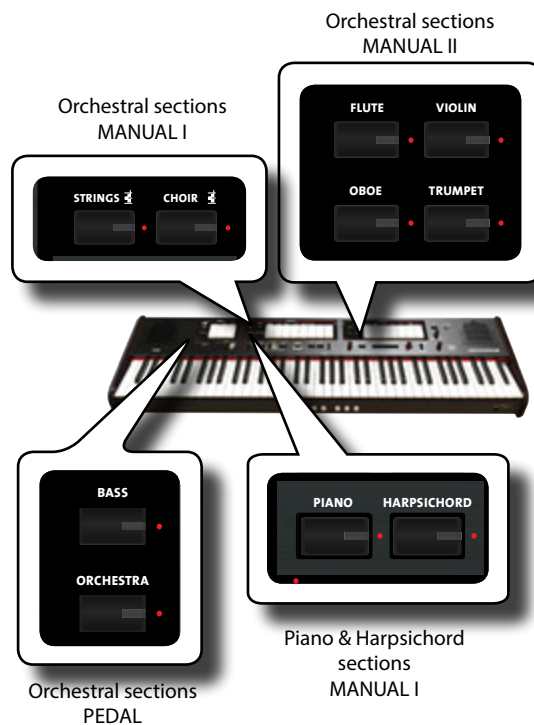 Orchestral sections
MANUAL II
FLUTE VIOLIN
OBOE TRUMPET
Orchestral sections
MANUAL I
STRINGS CHOIR
BASS
ORCHESTRA
Orchestral sections
PEDAL
PIANO HARPSICHORD
Piano & Harpsichord
sections
MANUAL I